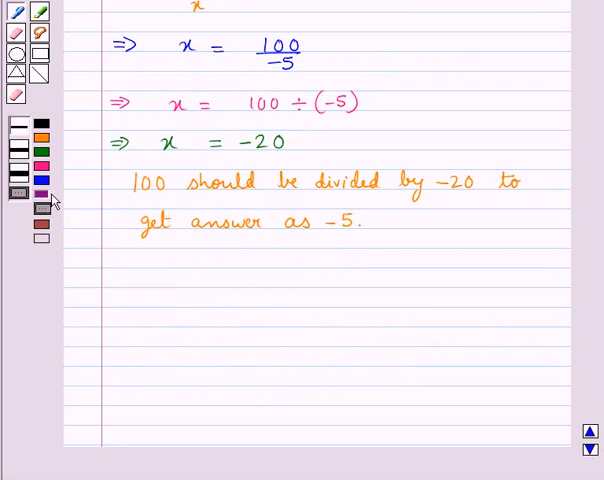 x
⇒ x = 100/-5
⇒ x = 100 ÷ (-5)
⇒ x = -20
100 should be divided by -20 to
get answer as -5.